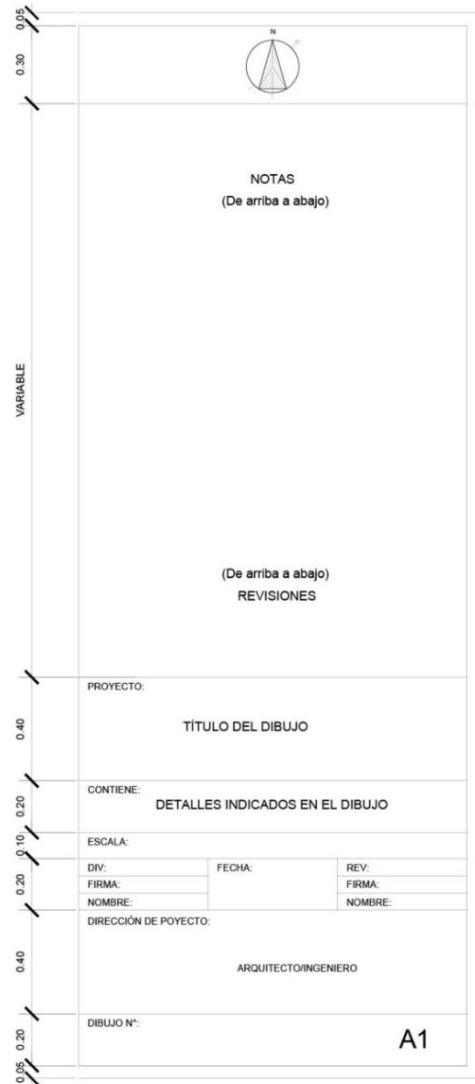 0.05
N
0.30
NOTAS
(De arriba a abajo)
VARIABLE
(De arriba a abajo)
REVISIONES
PROYECTO:
0.40
TÍTULO DEL DIBUJO
CONTIENE:
0.20
DETALLES INDICADOS EN EL DIBUJO
0.10
ESCALA:
0.20
DIV: FECHA: REV:
FIRMA: FIRMA:
NOMBRE: NOMBRE:
DIRECCIÓN DE POYECTO:
0.40
ARQUITECTO/INGENIERO
DIBUJO N°:
0.20
A1
0.05